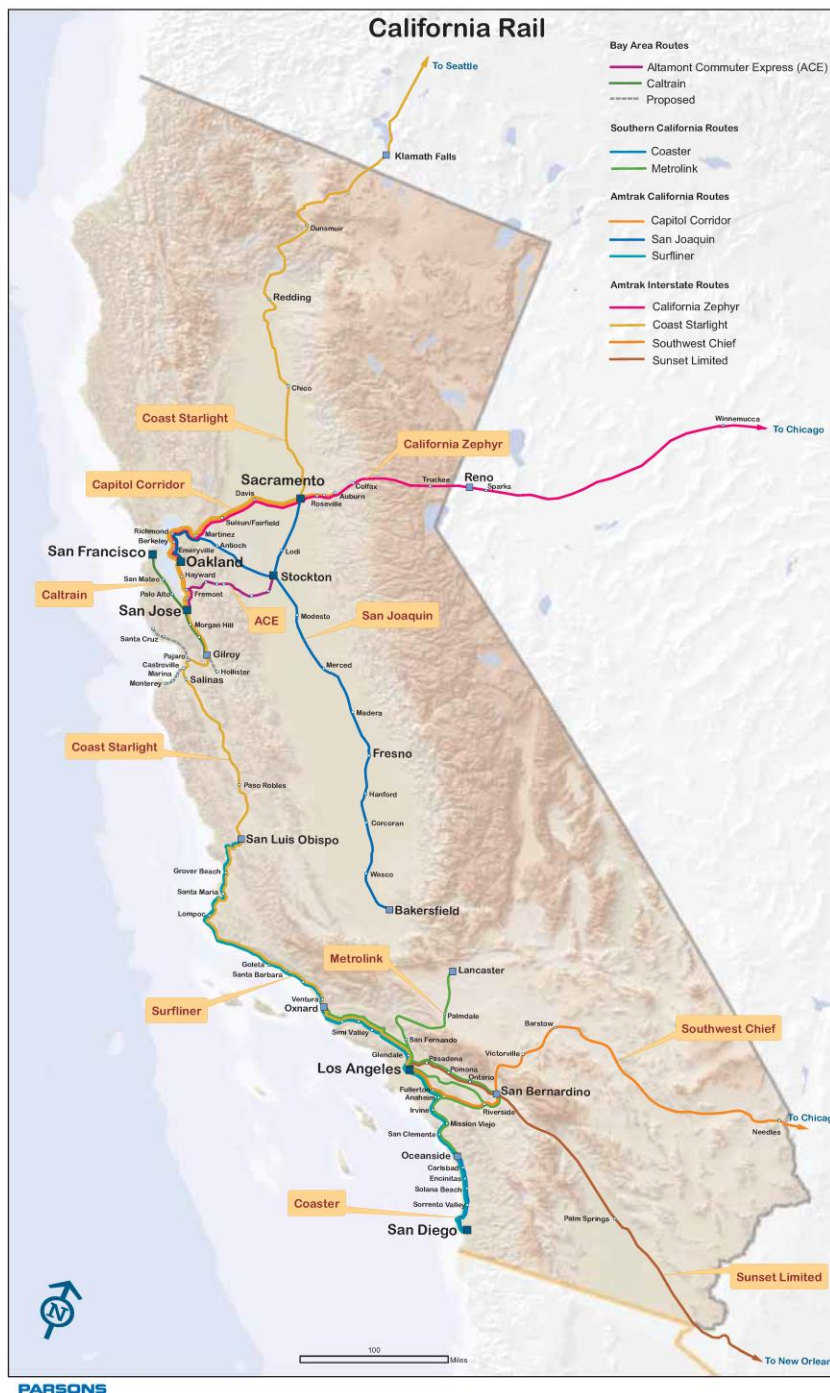 California Rail
Bay Area Routes
Altamont Commuter Express (ACE)
Caltrain
Proposed
Southern California Routes
Coaster
Metrolink
Amtrak California Routes
Capitol Corridor
San Joaquin
Surfliner
Amtrak Interstate Routes
California Zephyr
Coast Starlight
Southwest Chief
Sunset Limited
To Seattle
Klamath Falls
Dunsmuir
Redding
Chico
Coast Starlight
Winnemucca
To Chicago
California Zephyr
Sacramento
Capitol Corridor
Davis
Roseville
Auburn
Colfax
Truckee
Reno
Sparks
Suisun/Fairfield
Richmond
Martinez
Berkeley
Antioch
Emeryville
San Francisco
Oakland
Lodi
Hayward
Stockton
San Mateo
Caltrain
Palo Alto
Fremont
San Jose
ACE
San Joaquin
Modesto
Morgan Hill
Santa Cruz
Pajaro
Gilroy
Castroville
Hollister
Marina
Salinas
Monterey
Merced
Madera
Coast Starlight
Fresno
Paso Robles
Hanford
Corcoran
San Luis Obispo
Grover Beach
Wasco
Santa Maria
Lompoc
Bakersfield
Metrolink
Goleta
Santa Barbara
Lancaster
Surfliner
Ventura
Oxnard
Palmdale
Simi Valley
San Fernando
Barstow
Southwest Chief
Victorville
Glendale
Pasadena
Los Angeles
Pomona
Ontario
San Bernardino
Fullerton
Anaheim
Irvine
Riverside
To Chicag
Needles
Mission Viejo
San Clemente
Oceanside
Carlsbad
Encinitas
Solana Beach
Coaster
Sorrento Valley
San Diego
Palm Springs
Sunset Limited
N
100
Miles
To New Orlean
PARSONS